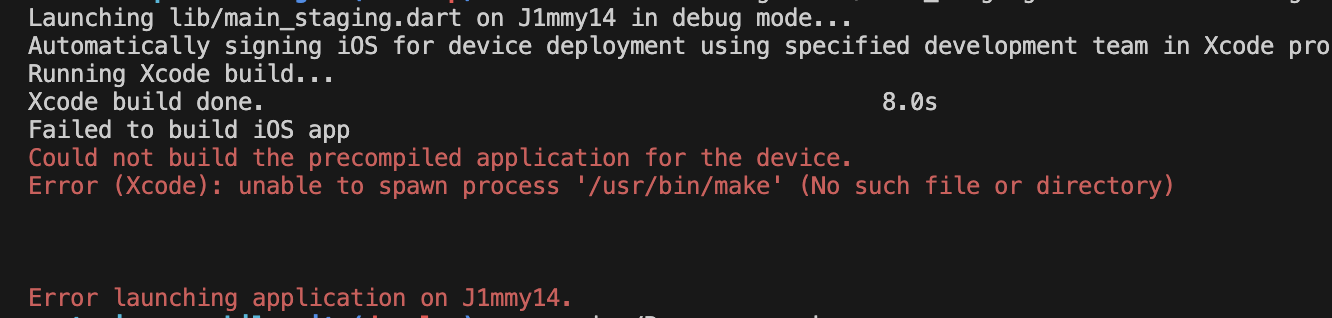 Launching lib/main_staging.dart on J1mmy14 in debug mode...
Automatically signing iOS for device deployment using specified development team in Xcode pro
Running Xcode build...
Xcode build done. 8.0s
Failed to build iOS app
Could not build the precompiled application for the device.
Error (Xcode): unable to spawn process '/usr/bin/make' (No such file or directory)
Error launching application on J1mmy14.